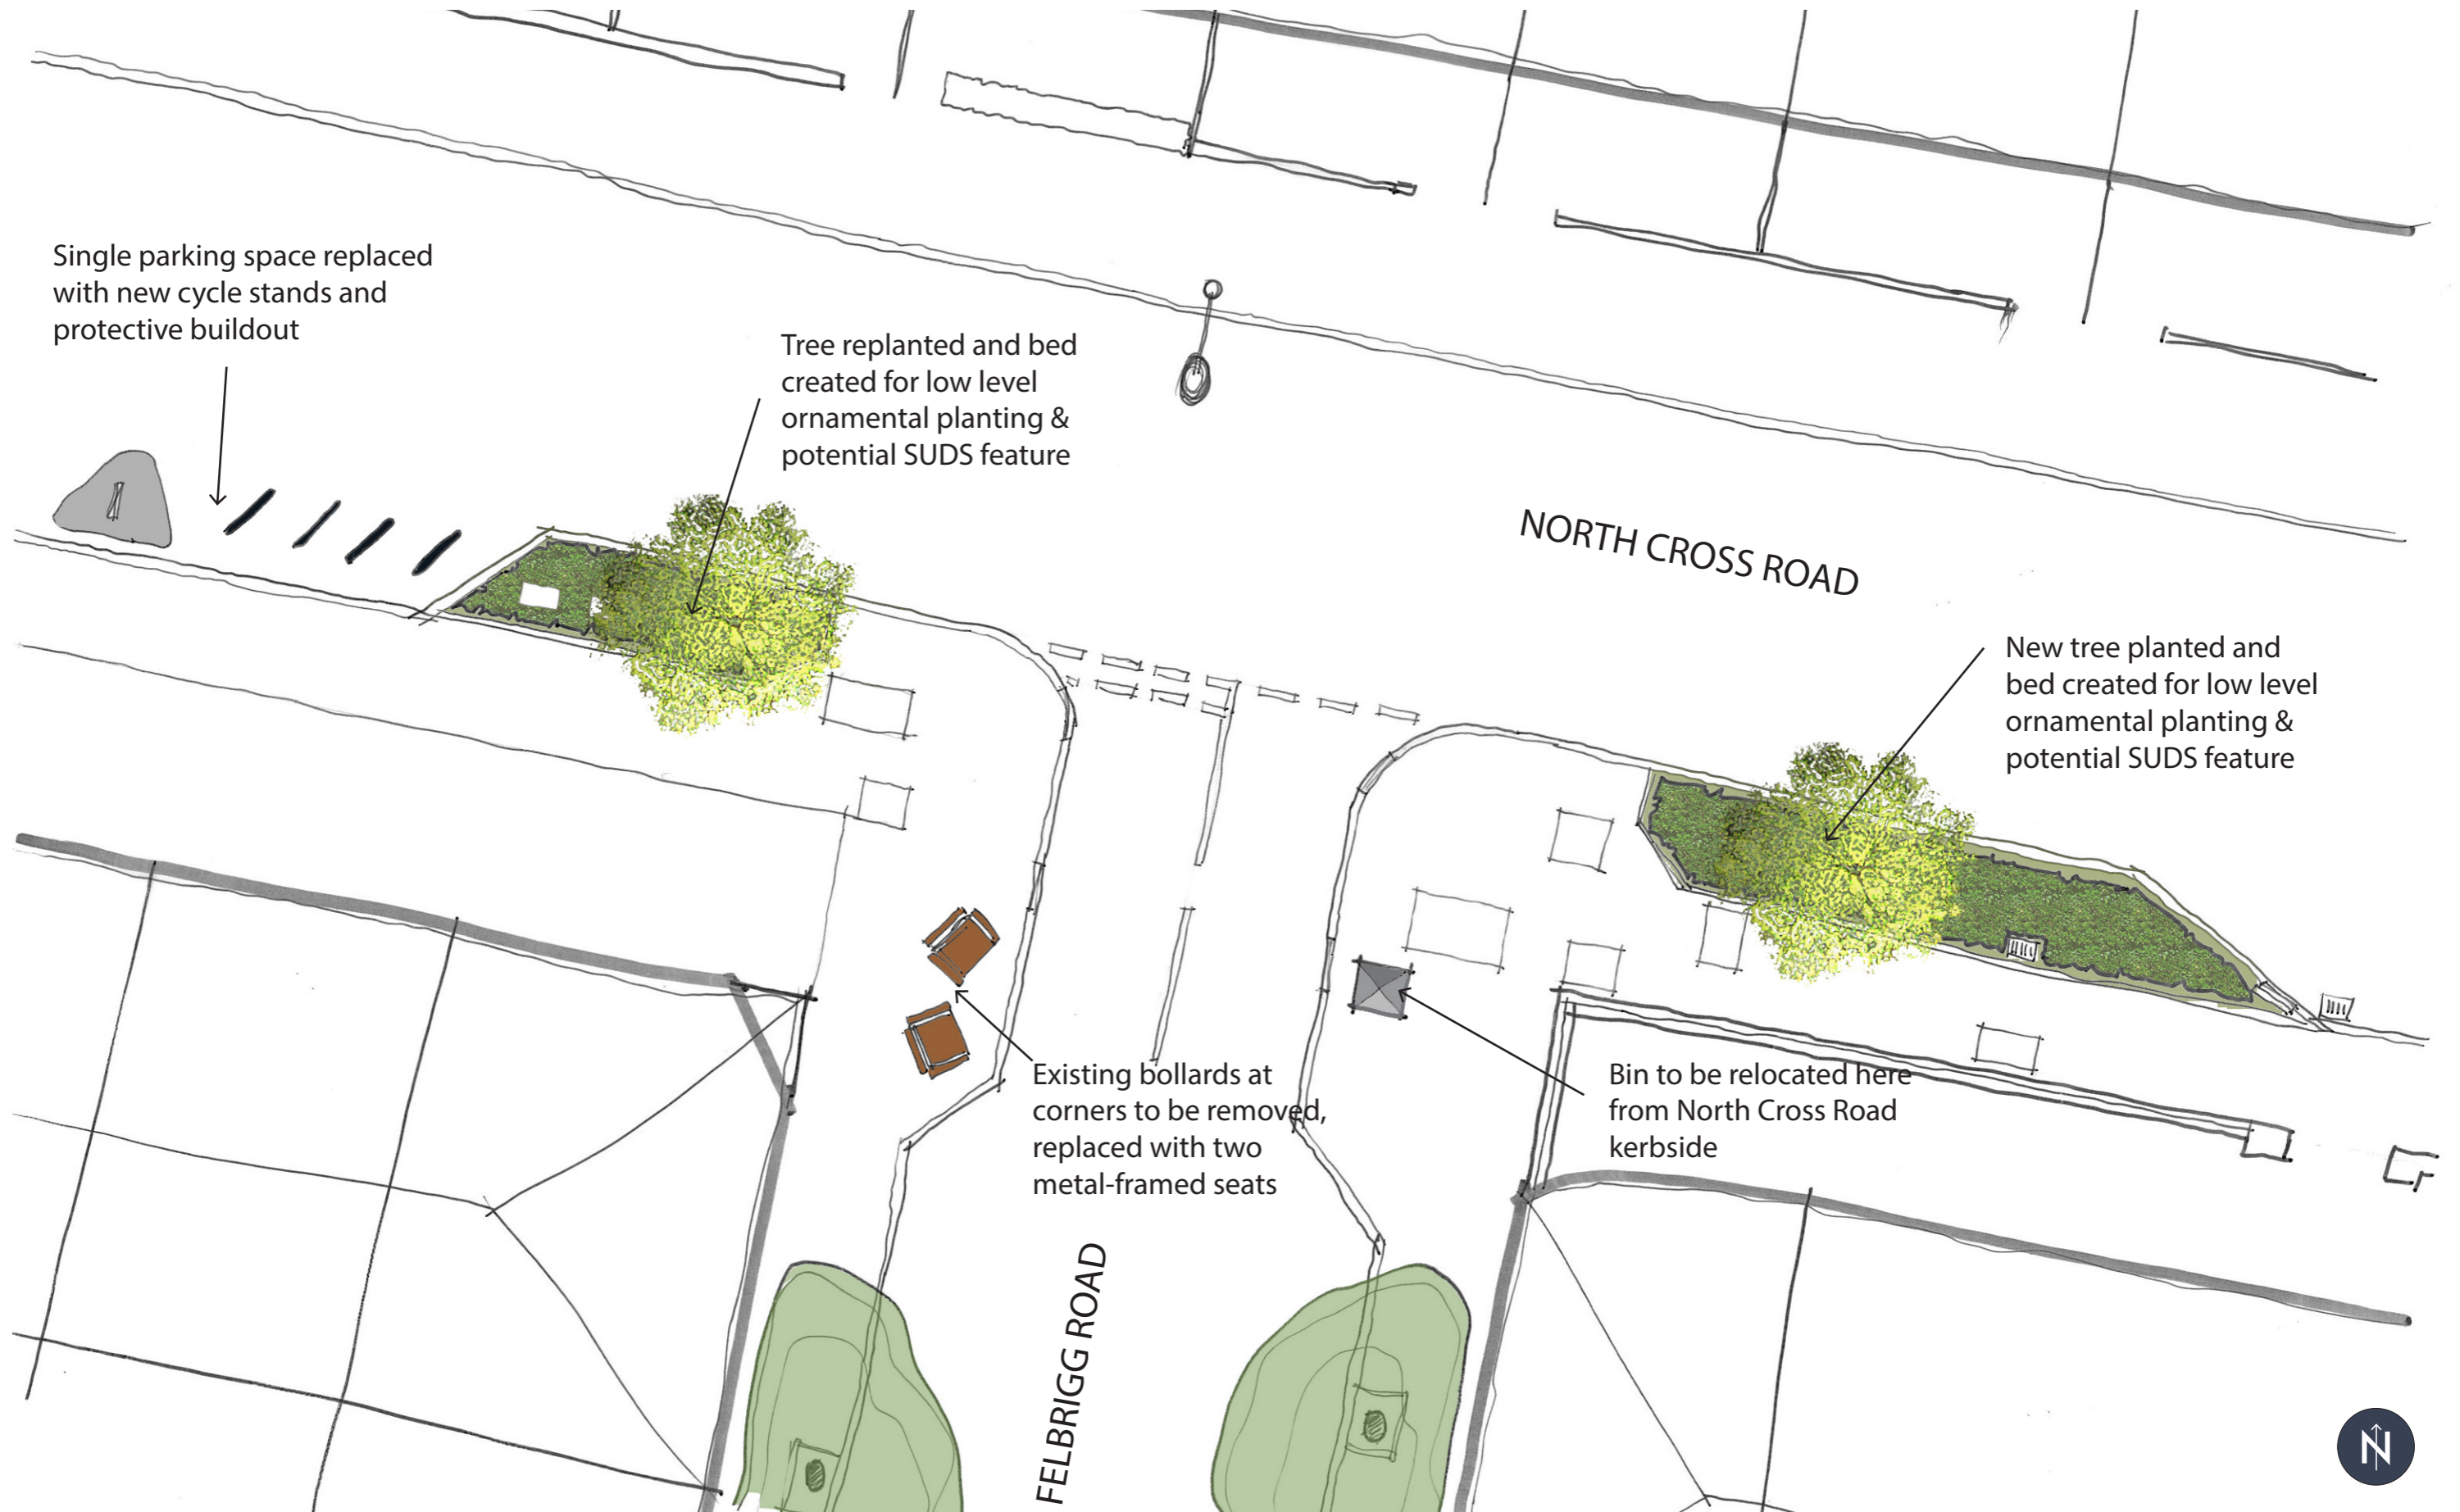 Single parking space replaced
with new cycle stands and
protective buildout
Tree replanted and bed
created for low level
ornamental planting &
potential SUDS feature
NORTH CROSS ROAD
New tree planted and
bed created for low level
ornamental planting &
potential SUDS feature
Existing bollards at
corners to be removed,
replaced with two
metal-framed seats
Bin to be relocated here
from North Cross Road
kerbside
FELBRIGG ROAD
N